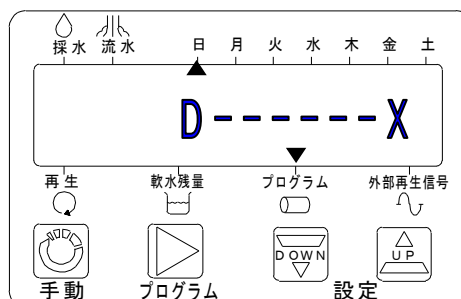 採水 流水 日 月 火 水 木 金 土
D------X
再生 軟水残量 プログラム 外部再生信号
DOWN UP
手動 プログラム 設定